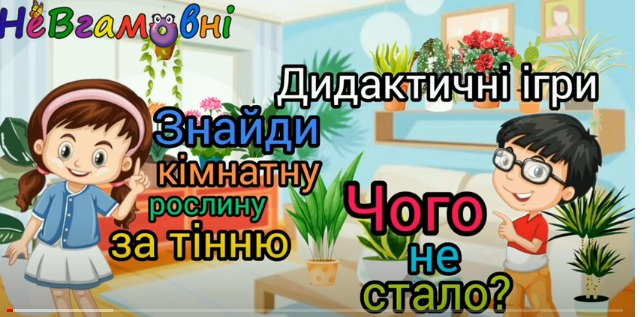 НеВгамовні
Дидактичні ігри
Знайди
кімнатну
рослину
за тінню
Чого
не
стало?